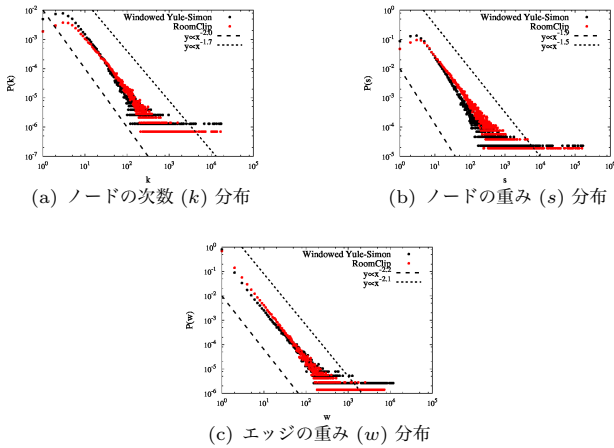 Windowed Yule-Simon
RoomClip
y∝x^-2.0
y∝x^-1.7
P(k)
10^-2
10^-3
10^-4
10^-5
10^-6
10^-7
10^0 10^1 10^2 10^3 10^4 10^5
k
(a) ノードの次数 (k) 分布
Windowed Yule-Simon
RoomClip
y∝x^-1.9
y∝x^-1.5
P(s)
10^1
10^0
10^-1
10^-2
10^-3
10^-4
10^-5
10^0 10^1 10^2 10^3 10^4 10^5 10^6
s
(b) ノードの重み (s) 分布
Windowed Yule-Simon
RoomClip
y∝x^-2.2
y∝x^-2.1
P(w)
10^0
10^-1
10^-2
10^-3
10^-4
10^-5
10^-6
10^0 10^1 10^2 10^3 10^4 10^5
w
(c) エッジの重み (w) 分布